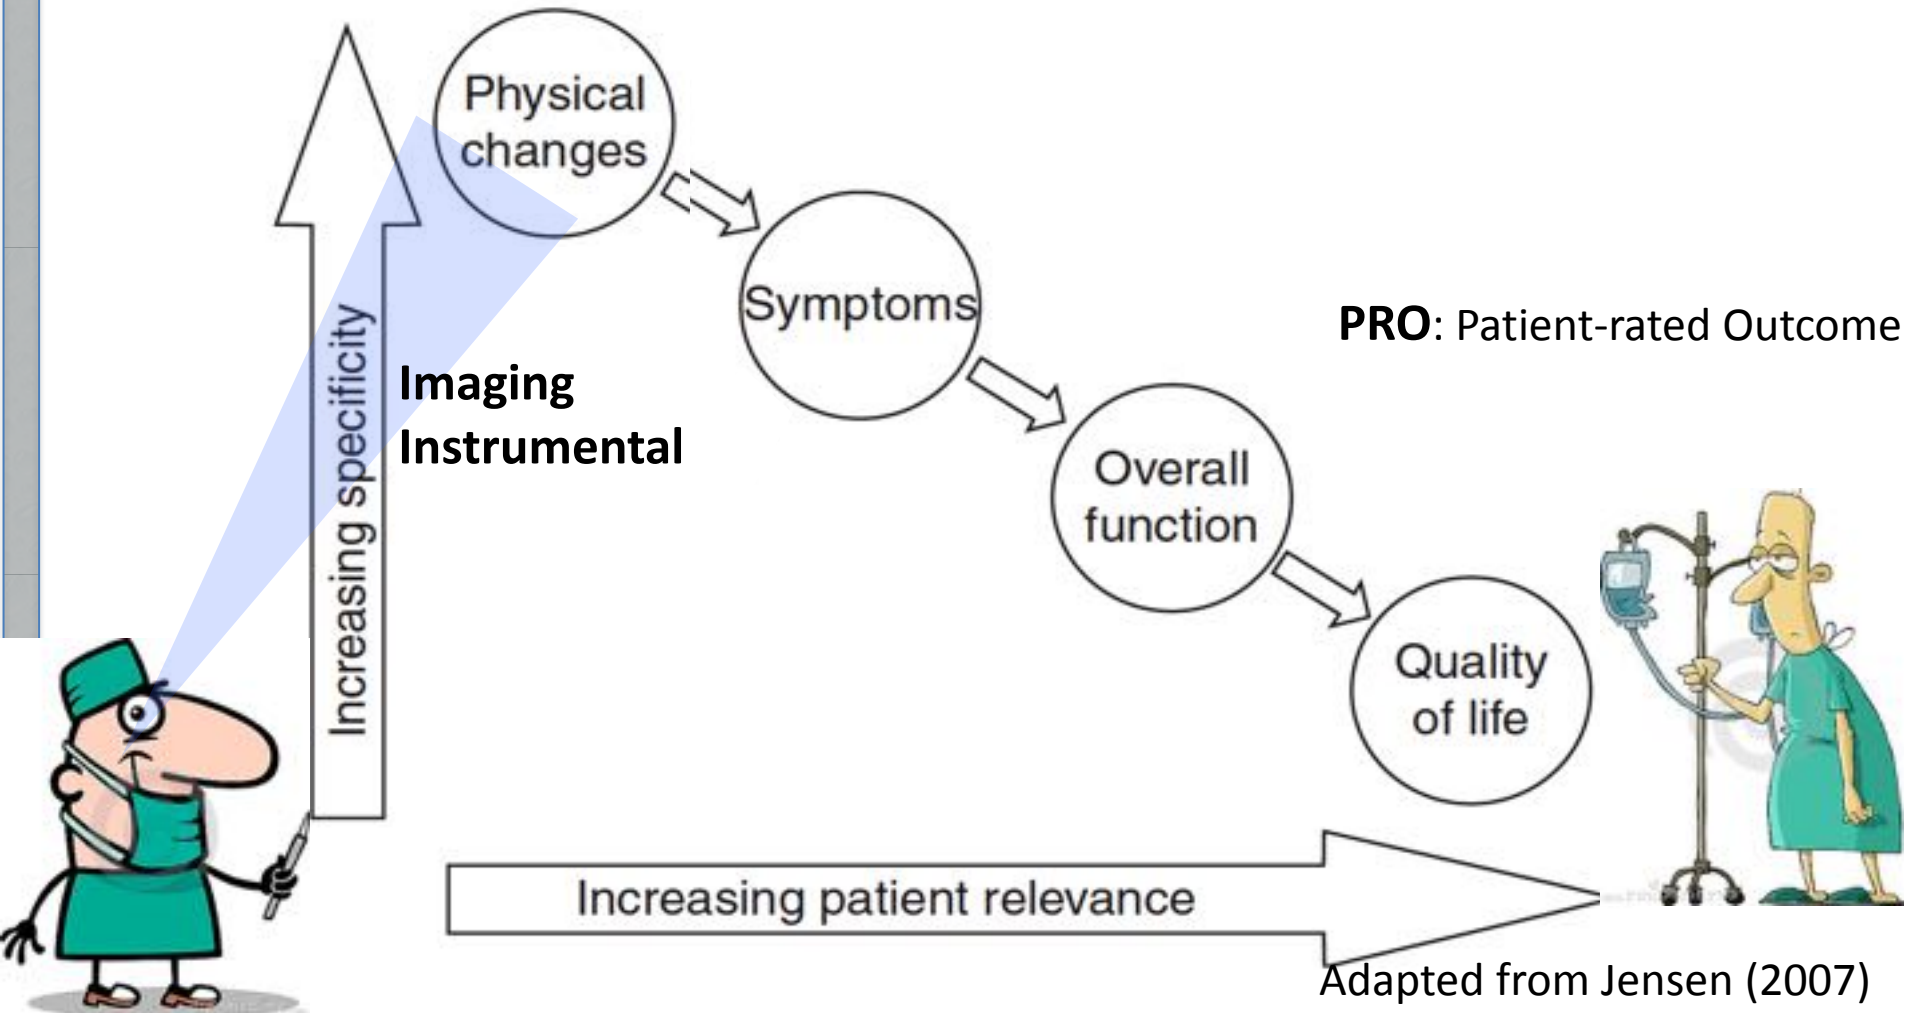 Physical
changes
Symptoms
PRO: Patient-rated Outcome
Increasing specificity
Imaging
Instrumental
Overall
function
Quality
of life
Increasing patient relevance
Adapted from Jensen (2007)